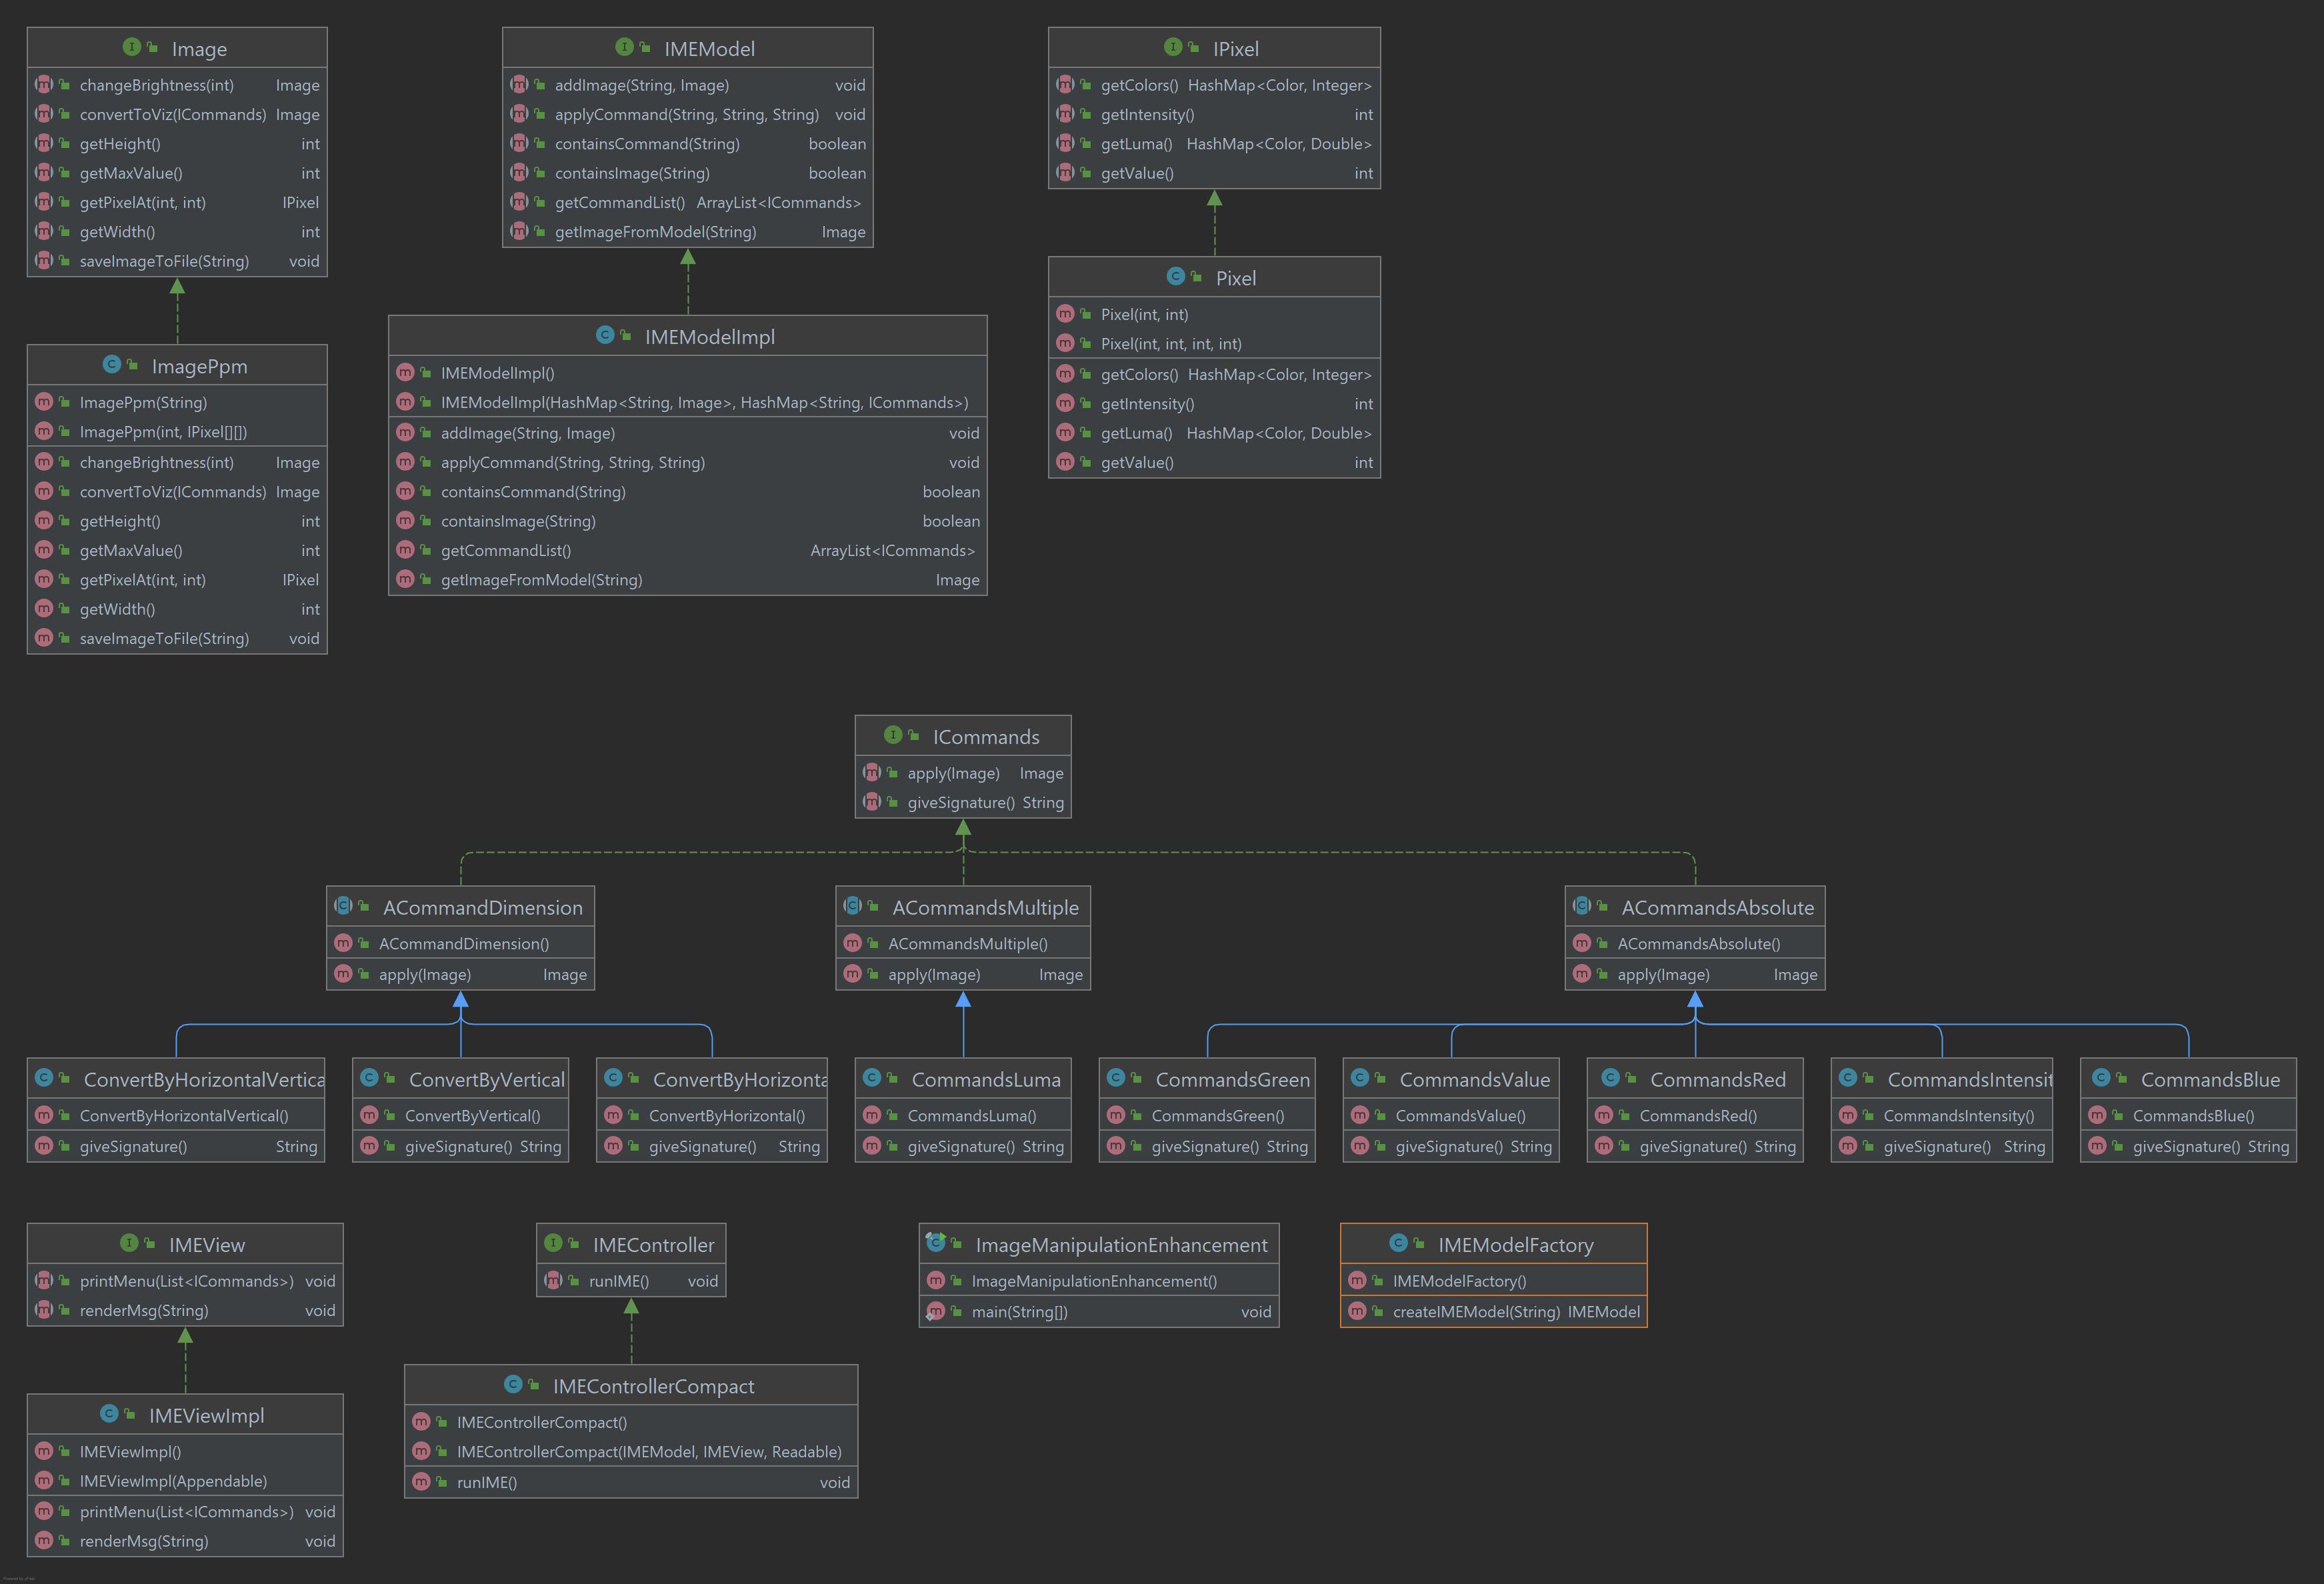 Image
changeBrightness(int) Image
convertToViz(ICommands) Image
getHeight() int
getMaxValue() int
getPixelAt(int, int) IPixel
getWidth() int
saveImageToFile(String) void
ImagePpm
ImagePpm(String)
ImagePpm(int, IPixel[][])
changeBrightness(int) Image
convertToViz(ICommands) Image
getHeight() int
getMaxValue() int
getPixelAt(int, int) IPixel
getWidth() int
saveImageToFile(String) void
IMEModel
addImage(String, Image) void
applyCommand(String, String, String) void
containsCommand(String) boolean
containsImage(String) boolean
getCommandList() ArrayList<ICommands>
getImageFromModel(String) Image
IMEModelImpl
IMEModelImpl()
IMEModelImpl(HashMap<String, Image>, HashMap<String, ICommands>)
addImage(String, Image) void
applyCommand(String, String, String) void
containsCommand(String) boolean
containsImage(String) boolean
getCommandList() ArrayList<ICommands>
getImageFromModel(String) Image
IPixel
getColors() HashMap<Color, Integer>
getIntensity() int
getLuma() HashMap<Color, Double>
getValue() int
Pixel
Pixel(int, int)
Pixel(int, int, int, int)
getColors() HashMap<Color, Integer>
getIntensity() int
getLuma() HashMap<Color, Double>
getValue() int
ICommands
apply(Image) Image
giveSignature() String
ACommandDimension
ACommandDimension()
apply(Image) Image
ACommandsMultiple
ACommandsMultiple()
apply(Image) Image
ACommandsAbsolute
ACommandsAbsolute()
apply(Image) Image
ConvertByHorizontalVertica
ConvertByHorizontalVertical()
giveSignature() String
ConvertByVertical
ConvertByVertical()
giveSignature() String
ConvertByHorizonta
ConvertByHorizontal()
giveSignature() String
CommandsLuma
CommandsLuma()
giveSignature() String
CommandsGreen
CommandsGreen()
giveSignature() String
CommandsValue
CommandsValue()
giveSignature() String
CommandsRed
CommandsRed()
giveSignature() String
CommandsIntensit
CommandsIntensity()
giveSignature() String
CommandsBlue
CommandsBlue()
giveSignature() String
IMEView
printMenu(List<ICommands>) void
renderMsg(String) void
IMEViewImpl
IMEViewImpl()
IMEViewImpl(Appendable)
printMenu(List<ICommands>) void
renderMsg(String) void
IMEController
runIME() void
IMEControllerCompact
IMEControllerCompact()
IMEControllerCompact(IMEModel, IMEView, Readable)
runIME() void
ImageManipulationEnhancement
ImageManipulationEnhancement()
main(String[]) void
IMEModelFactory
IMEModelFactory()
createIMEModel(String) IMEModel
Powered by yFiles